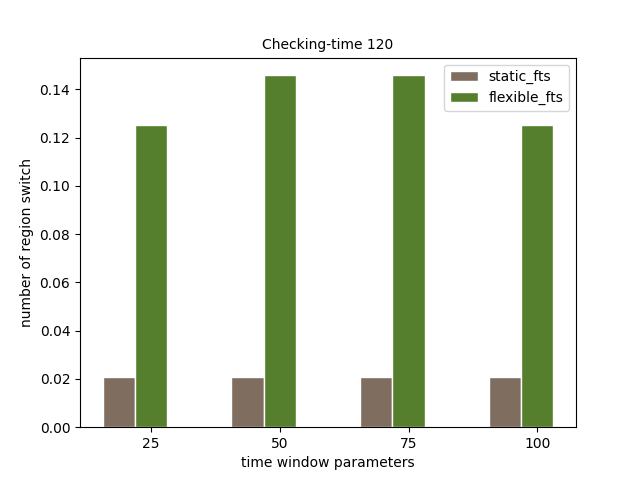 Checking-time 120
static_fts
flexible_fts
number of region switch
0.14
0.12
0.10
0.08
0.06
0.04
0.02
0.00
25 50 75 100
time window parameters